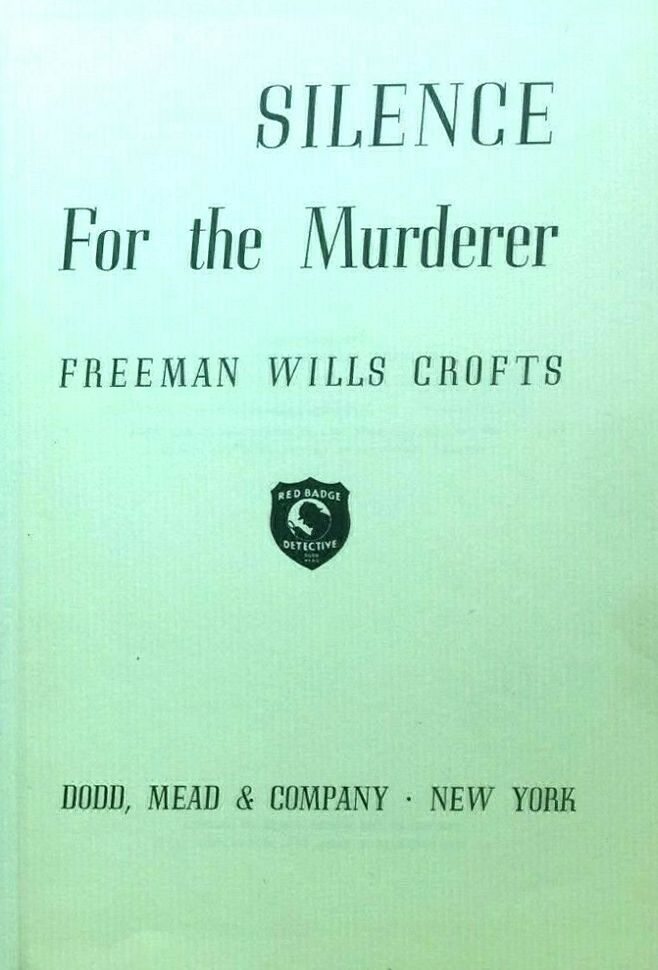 SILENCE
For the Murderer
FREEMAN WILLS CROFTS
RED BADGE
DETECTIVE
DODD, MEAD & COMPANY · NEW YORK